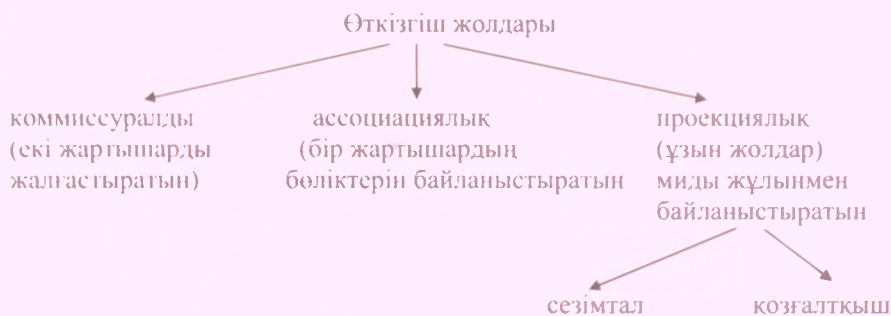 Өткізгіш жолдары
коммиссуралды
(екі жартышарды
жалғастыратын)
ассоциациялық
(бір жартышардың
бөліктерін байланыстыратын
проекциялық
(ұзын жолдар)
миды жұлынмен
байланыстыратын
сезімтал
қозғалтқыш